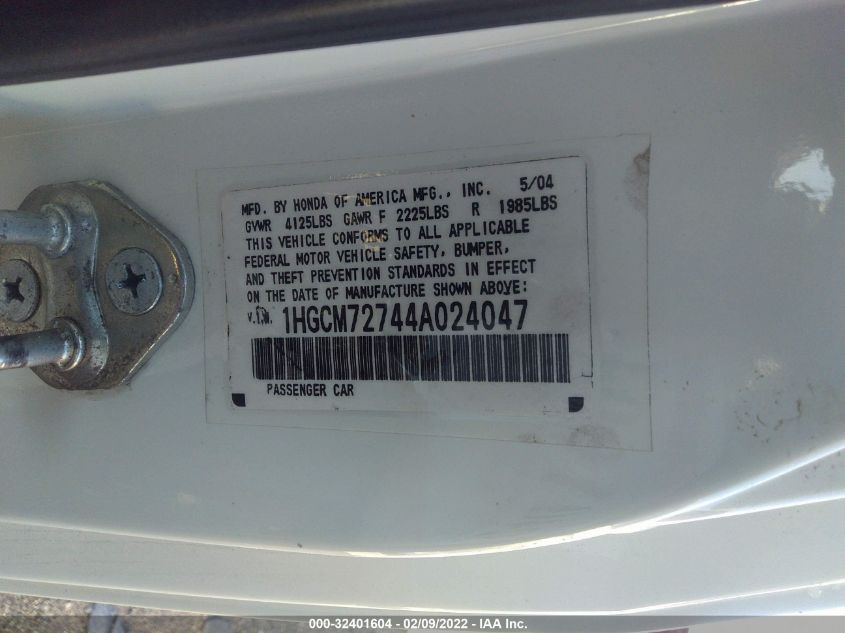 MFD. BY HONDA OF AMERICA MFG., INC. 5/04
GVWR 4125LBS GAWR F 2225LBS R 1985LBS
THIS VEHICLE CONFORMS TO ALL APPLICABLE
FEDERAL MOTOR VEHICLE SAFETY, BUMPER,
AND THEFT PREVENTION STANDARDS IN EFFECT
ON THE DATE OF MANUFACTURE SHOWN ABOVE:
V.I.N. 1HGCM72744A024047
PASSENGER CAR
000-32401604 - 02/09/2022 - IAA Inc.